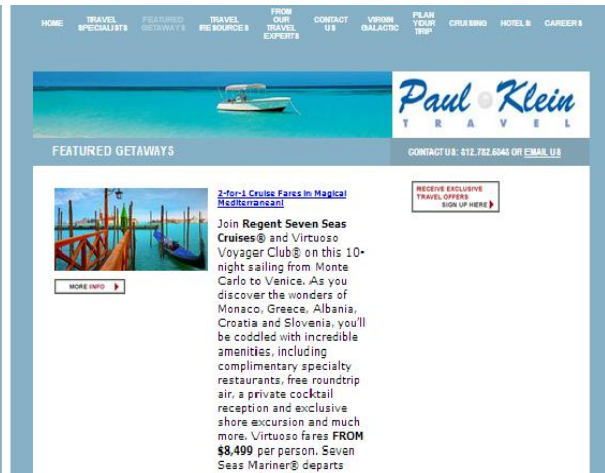 HOME TRAVEL SPECIALISTS FEATURED GETAWAYS TRAVEL RESOURCES FROM OUR TRAVEL EXPERTS CONTACT US VIRGIN GALACTIC PLAN YOUR TRIP CRUISING HOTELS CAREERS
Paul Klein
TRAVEL
FEATURED GETAWAYS
CONTACT US: 812.782.6048 OR EMAIL US
2-for-1 Cruise Fares in Magical
Mediterranean!
Join Regent Seven Seas
Cruises® and Virtuoso
Voyager Club® on this 10-
night sailing from Monte
Carlo to Venice. As you
discover the wonders of
Monaco, Greece, Albania,
Croatia and Slovenia, you'll
be coddled with incredible
amenities, including
complimentary specialty
restaurants, free roundtrip
air, a private cocktail
reception and exclusive
shore excursion and much
more. Virtuoso fares FROM
$8,499 per person. Seven
Seas Mariner® departs
MORE INFO
RECEIVE EXCLUSIVE
TRAVEL OFFERS
SIGN UP HERE